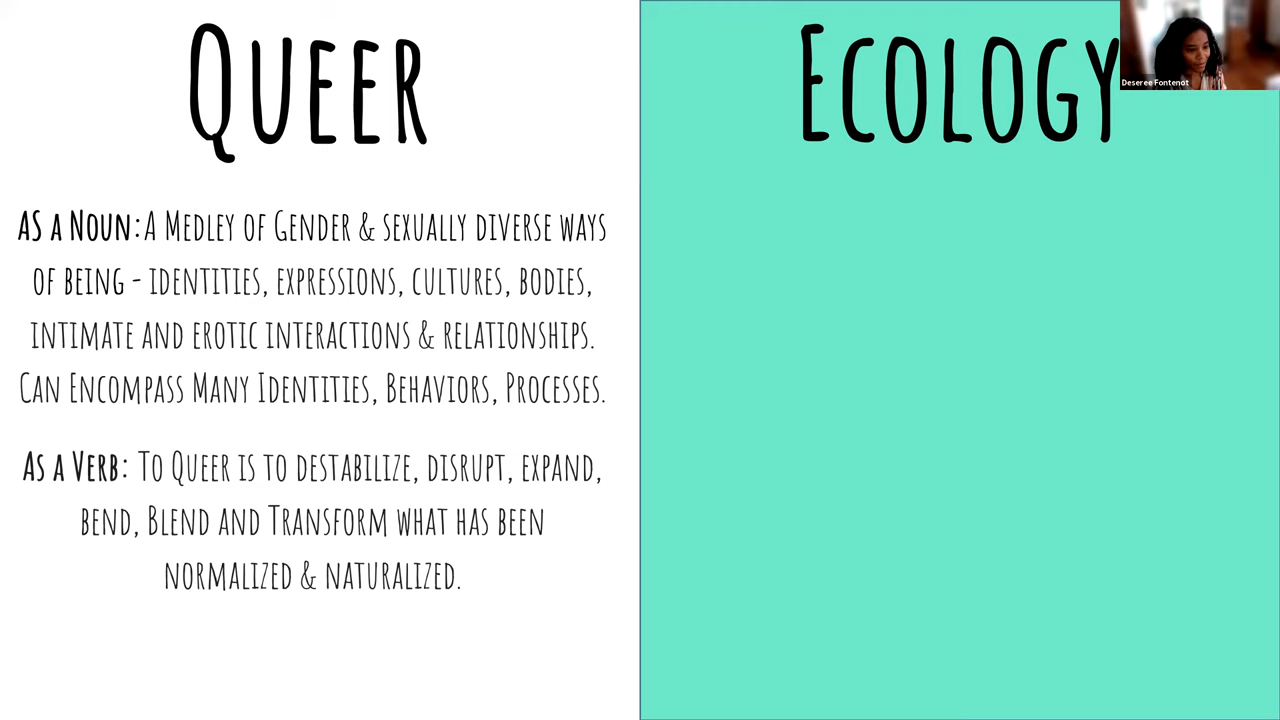 QUEER
AS A NOUN: A MEDLEY OF GENDER & SEXUALLY DIVERSE WAYS
OF BEING - IDENTITIES, EXPRESSIONS, CULTURES, BODIES,
INTIMATE AND EROTIC INTERACTIONS & RELATIONSHIPS.
CAN ENCOMPASS MANY IDENTITIES, BEHAVIORS, PROCESSES.
AS A VERB: TO QUEER IS TO DESTABILIZE, DISRUPT, EXPAND,
BEND, BLEND AND TRANSFORM WHAT HAS BEEN
NORMALIZED & NATURALIZED.
ECOLOGY
Deseree Fontenot